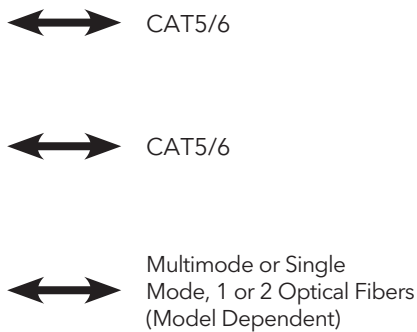 CAT5/6
CAT5/6
Multimode or Single
Mode, 1 or 2 Optical Fibers
(Model Dependent)